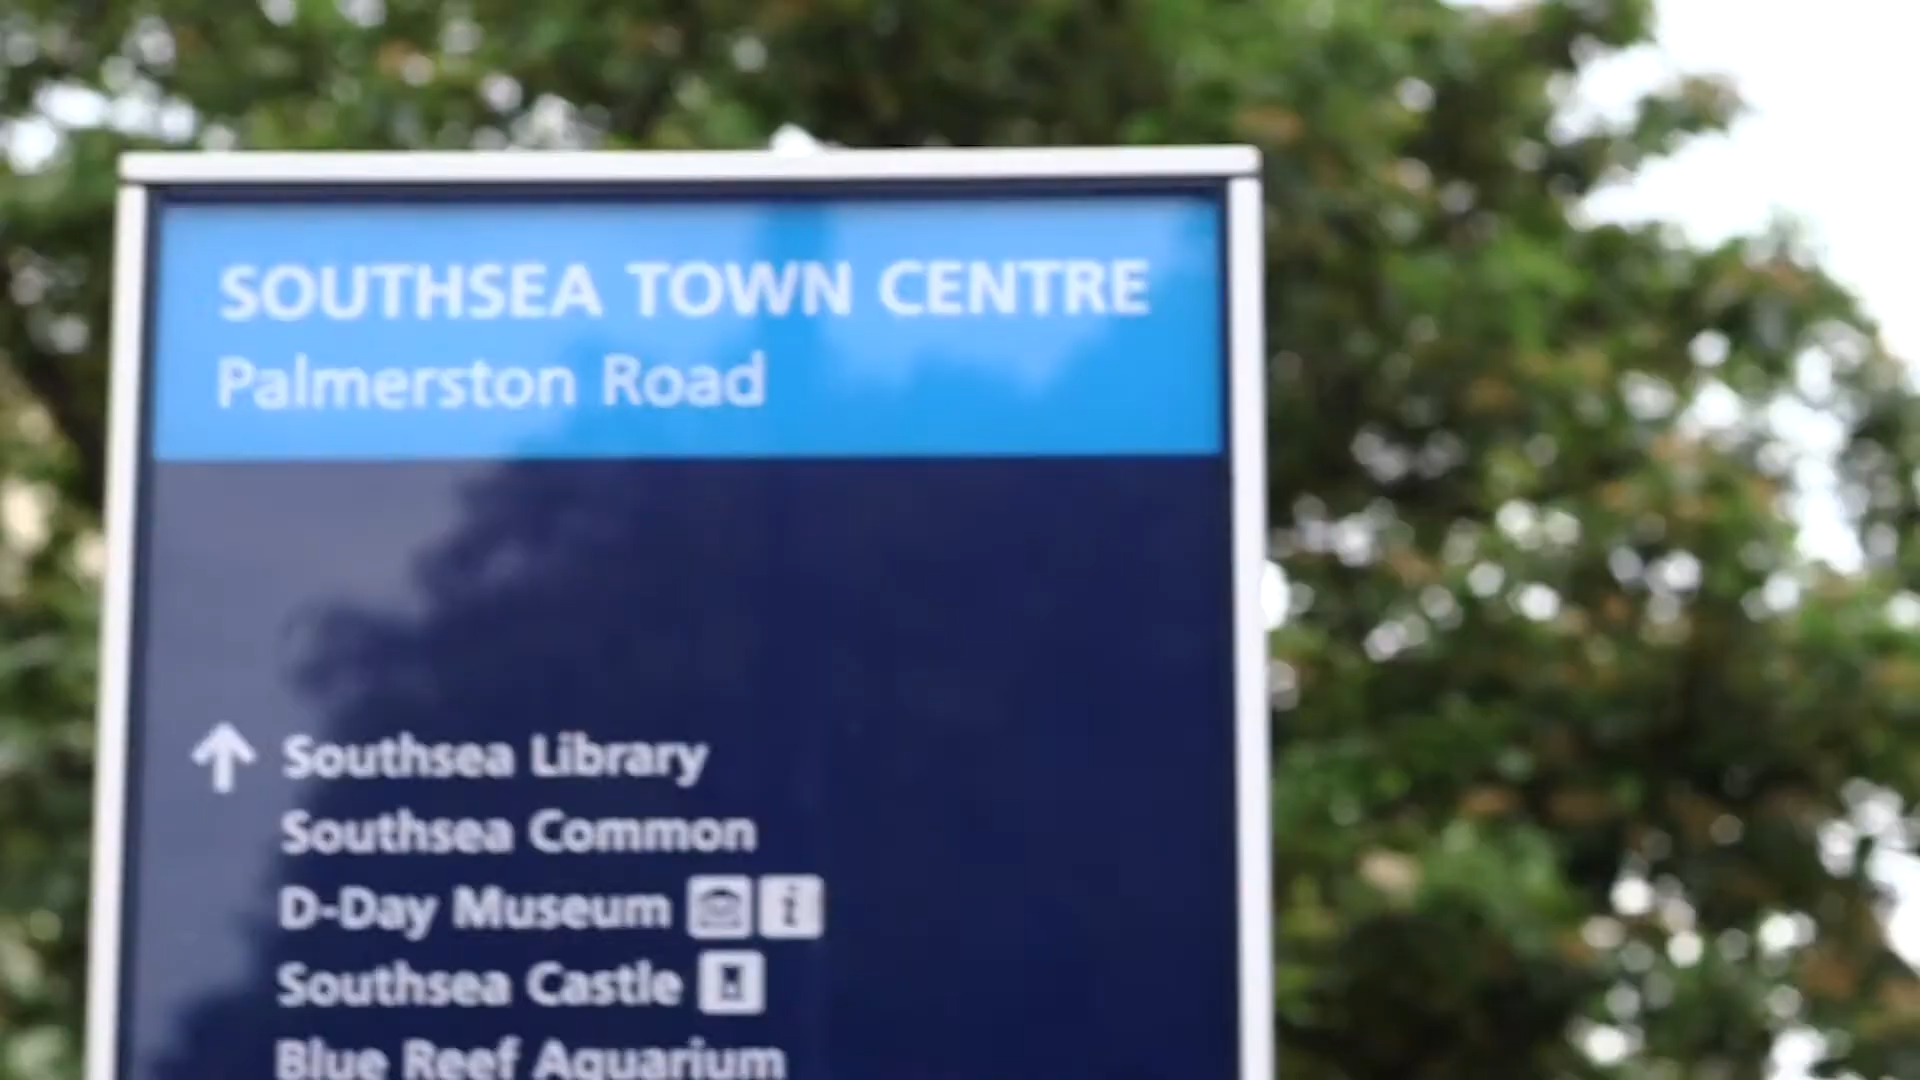 SOUTHSEA TOWN CENTRE
Palmerston Road
Southsea Library
Southsea Common
D-Day Museum i
Southsea Castle
Blue Reef Aquarium